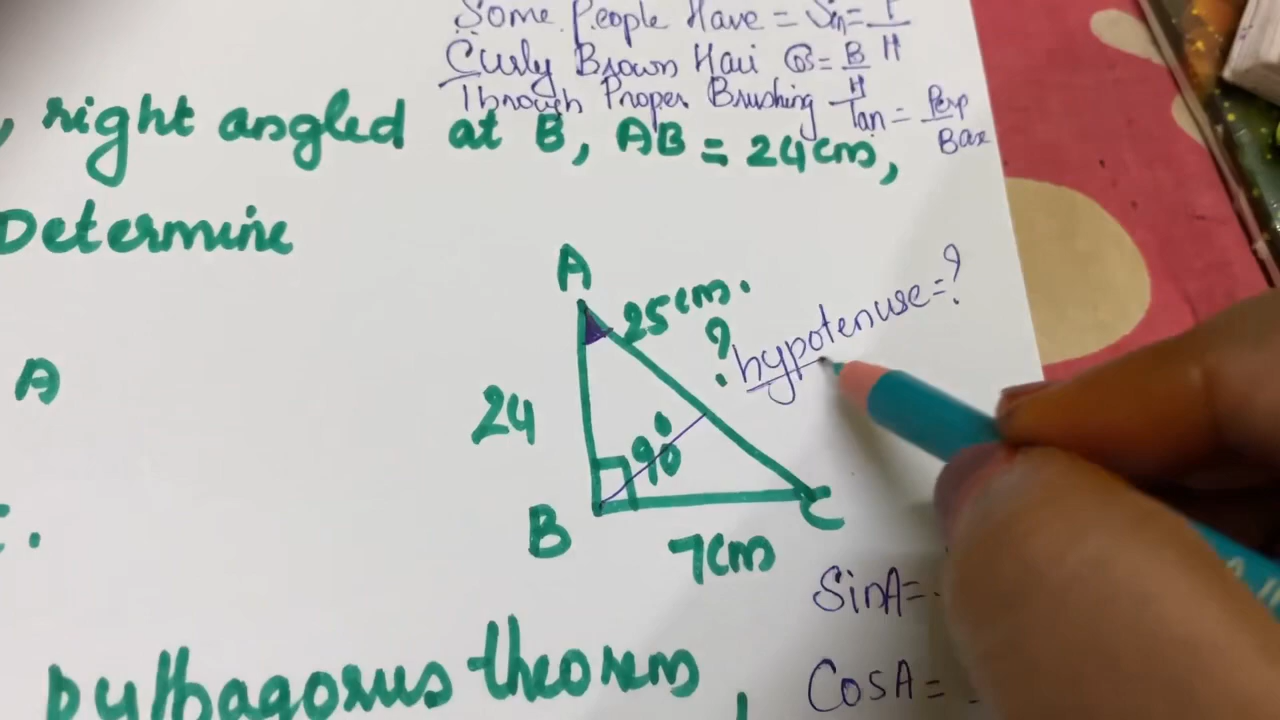 Some People Have = Sin = P/H
Curly Brown Hair Cos = B/H
Through Proper Brushing Tan = Perp/Base
, right angled at B, AB = 24cm,
Determine
A
25cm.
?
hypotenuse = ?
A
24
90°
B
C
7cm
SinA =
CosA =
pythagorus theorem,